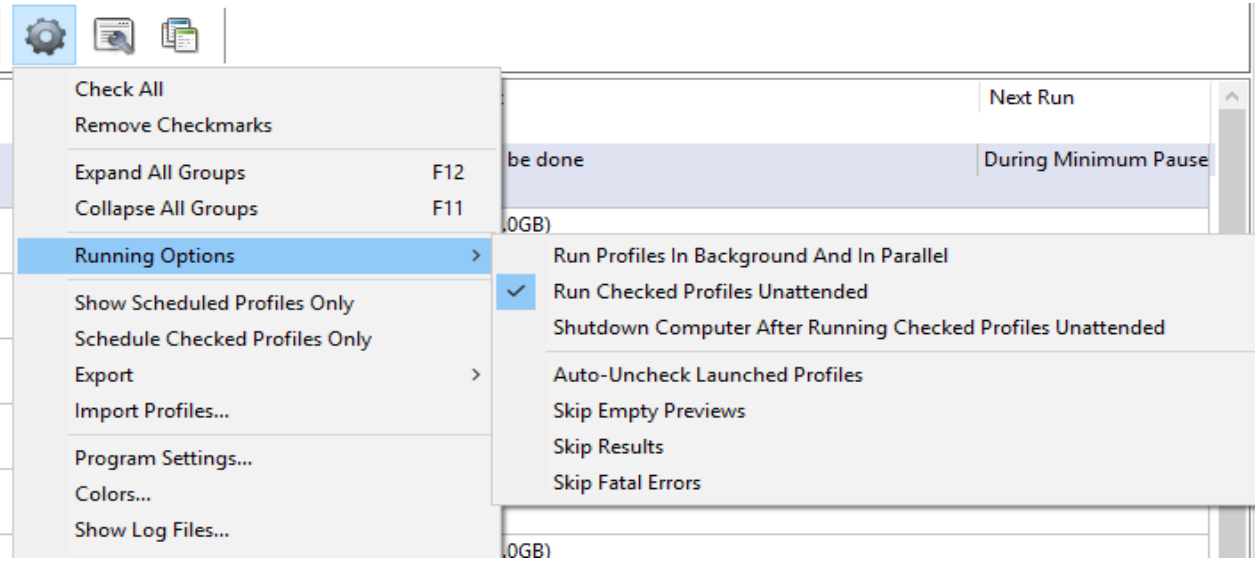 Check All
Remove Checkmarks
Next Run
be done
During Minimum Pause
Expand All Groups F12
Collapse All Groups F11
.0GB)
Running Options
Run Profiles In Background And In Parallel
Run Checked Profiles Unattended
Shutdown Computer After Running Checked Profiles Unattended
Auto-Uncheck Launched Profiles
Skip Empty Previews
Skip Results
Skip Fatal Errors
Show Scheduled Profiles Only
Schedule Checked Profiles Only
Export
Import Profiles...
Program Settings...
Colors...
Show Log Files...
.0GB)